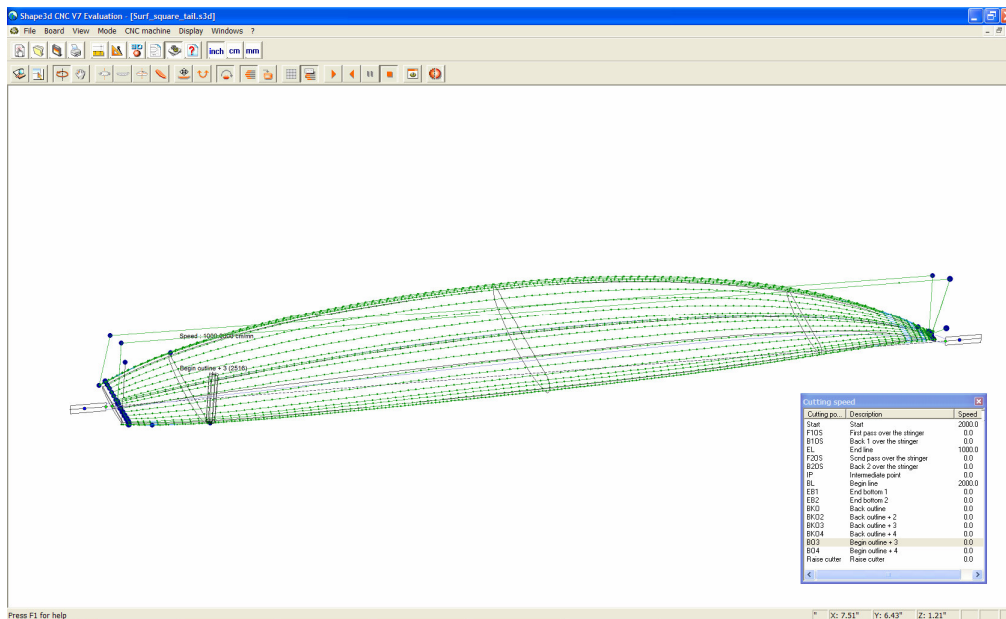 Shape3d CNC V7 Evaluation - [Surf_square_tail.s3d]
File Board View Mode CNC machine Display Windows ?
inch cm mm
Speed : 1000.0000 cm/mn
Begin outline + 3 (2516)
Cutting speed
Cutting po... Description Speed
Start Start 2000.0
F1OS First pass over the stringer 0.0
B1OS Back 1 over the stringer 0.0
EL End line 1000.0
F2OS Scnd pass over the stringer 0.0
B2OS Back 2 over the stringer 0.0
IP Intermediate point 0.0
BL Begin line 2000.0
EB1 End bottom 1 0.0
EB2 End bottom 2 0.0
BKO Back outline 0.0
BKO2 Back outline + 2 0.0
BKO3 Back outline + 3 0.0
BKO4 Back outline + 4 0.0
BO3 Begin outline + 3 0.0
BO4 Begin outline + 4 0.0
Raise cutter Raise cutter 0.0
Press F1 for help " X: 7.51" Y: 6.43" Z: 1.21"